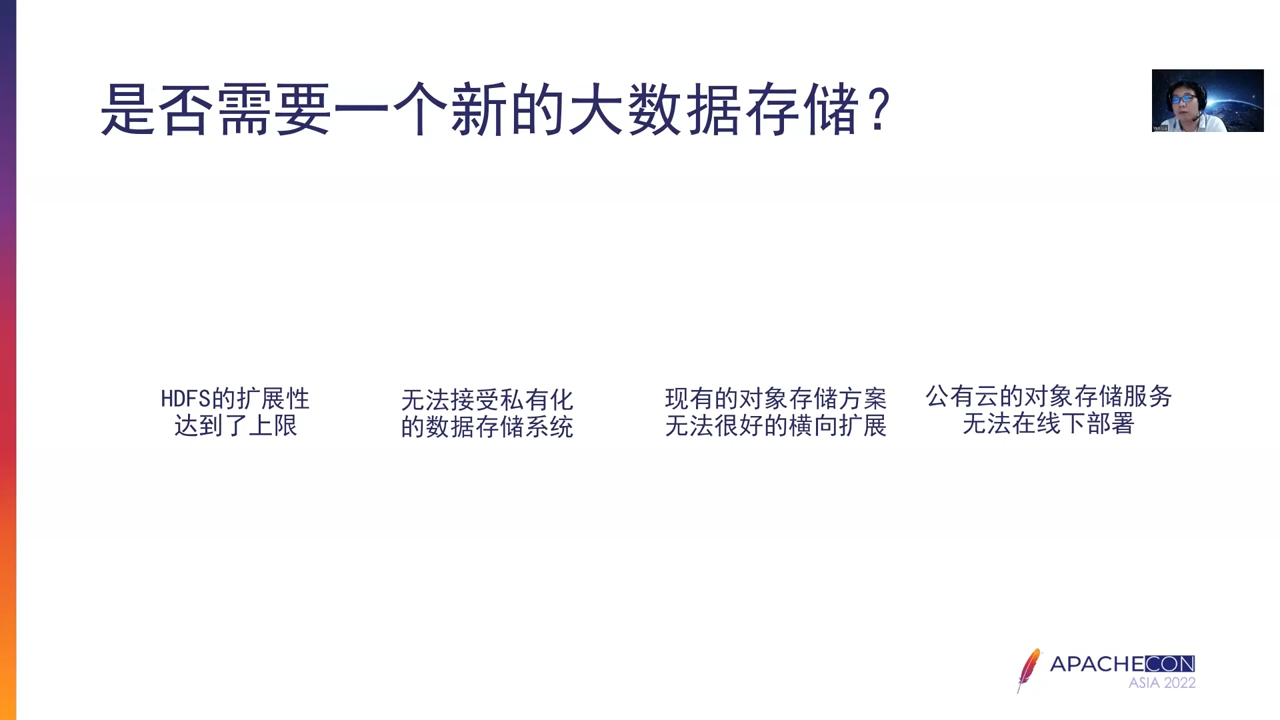 是否需要一个新的大数据存储？
HDFS的扩展性
达到了上限
无法接受私有化
的数据存储系统
现有的对象存储方案
无法很好的横向扩展
公有云的对象存储服务
无法在线下部署
APACHECON
ASIA 2022